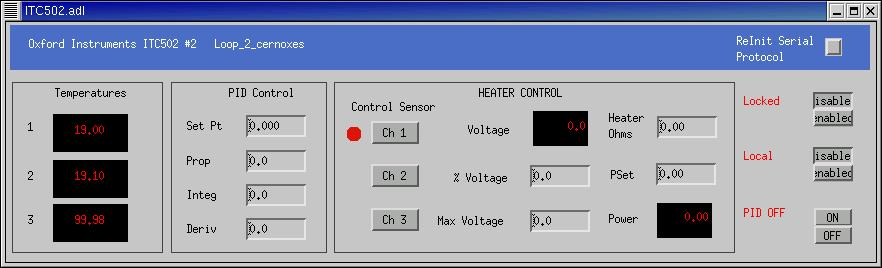 ITC502.adl
Oxford Instruments ITC502 #2 Loop_2_cernoxes
ReInit Serial
Protocol
Temperatures
1 19.00
2 19.10
3 99.98
PID Control
Set Pt 0.000
Prop 0.0
Integ 0.0
Deriv 0.0
HEATER CONTROL
Control Sensor
Ch 1
Ch 2
Ch 3
Voltage 0.0
% Voltage 0.0
Max Voltage 0.0
Heater
Ohms 0.00
PSet 0.00
Power 0.00
Locked isable
enabled
Local isable
enabled
PID OFF ON
OFF